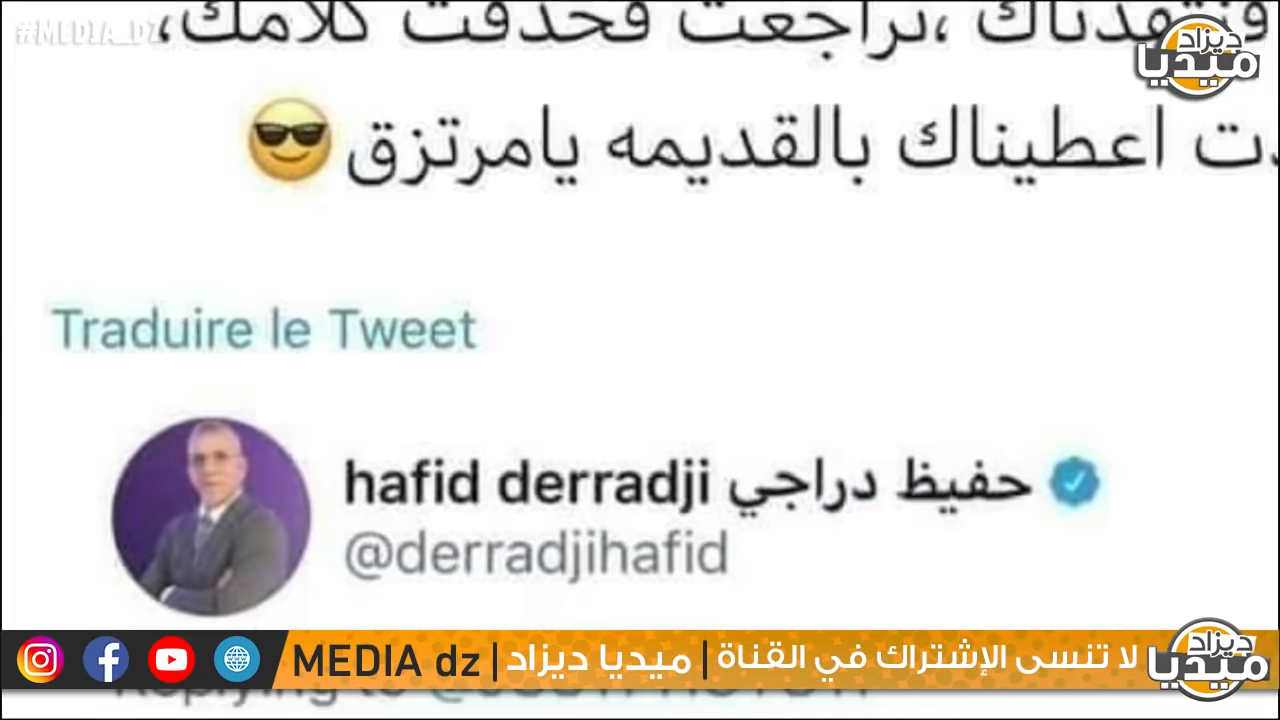 #MEDIA_DZ
فنتقدناك ،تراجعت فحذفت كلامك،
ديزاد
ميديا
اعطيناك بالقديمه يامرتزق 😎
Traduire le Tweet
hafid derradji حفيظ دراجي
@derradjihafid
لا تنسى الإشتراك في القناة | ميديا ديزاد | MEDIA dz
ديزاد
ميديا